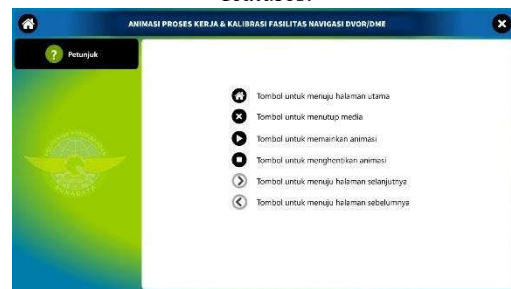 ANIMASI PROSES KERJA & KALIBRASI FASILITAS NAVIGASI DVOR/DME
? Petunjuk
Tombol untuk menuju halaman utama
Tombol untuk menutup media
Tombol untuk memainkan animasi
Tombol untuk menghentikan animasi
Tombol untuk menuju halaman selanjutnya
Tombol untuk menuju halaman sebelumnya